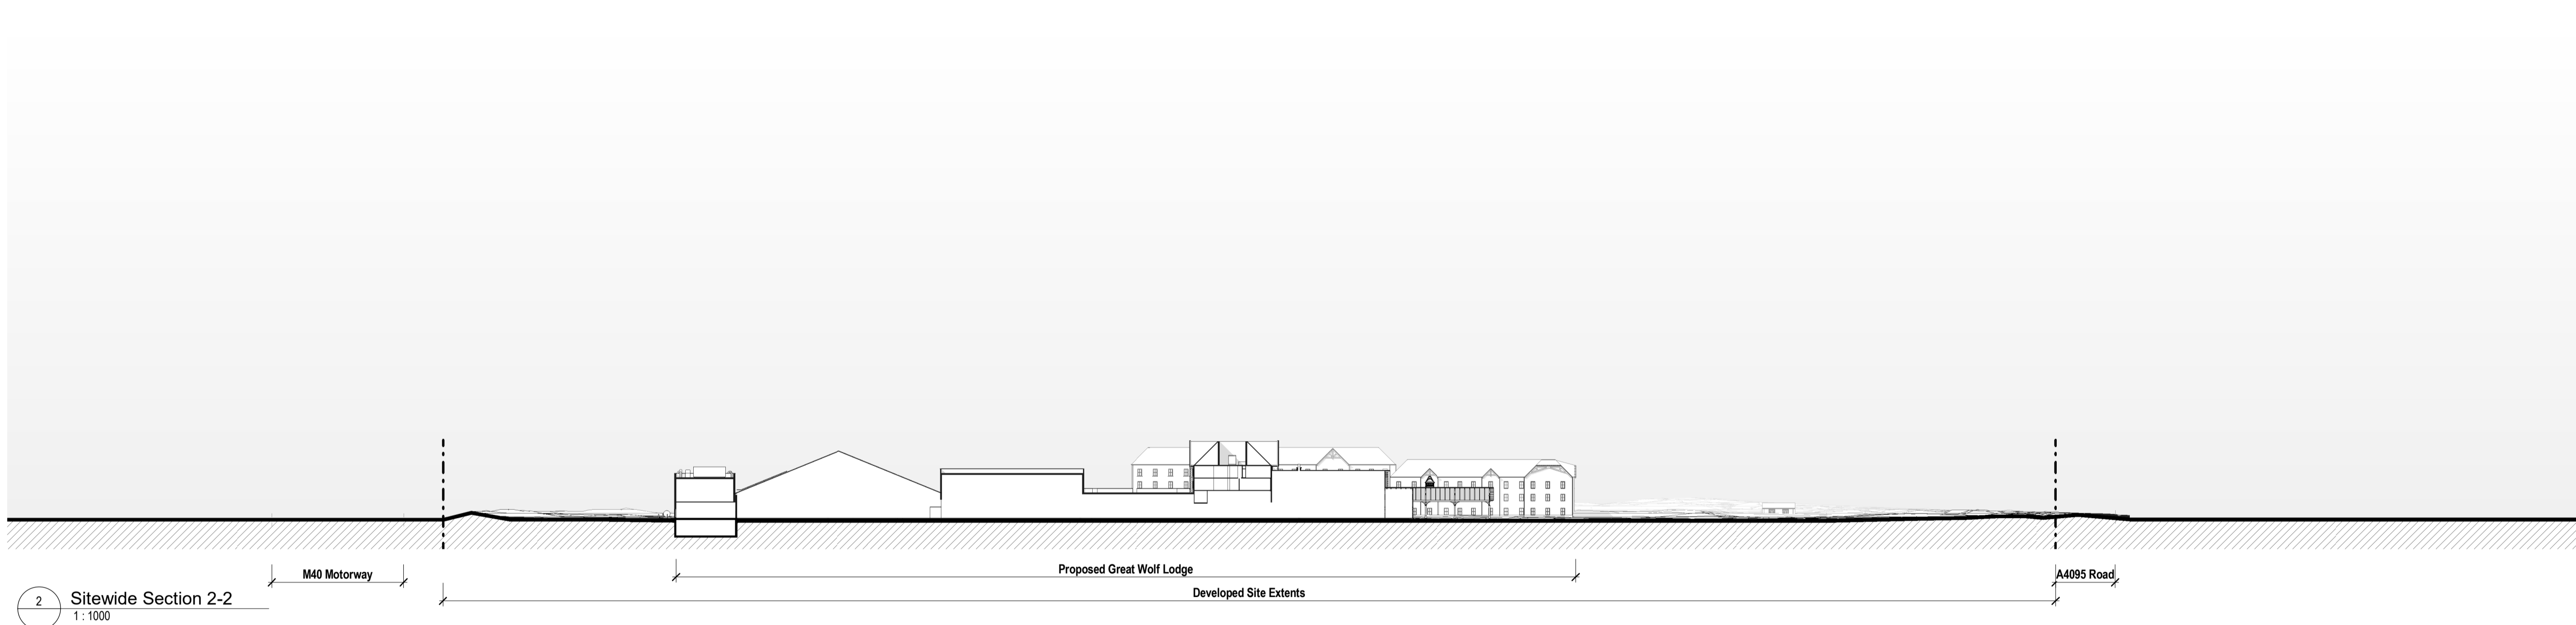 M40 Motorway
Proposed Great Wolf Lodge
A4095 Road
Developed Site Extents
2
Sitewide Section 2-2
1 : 1000